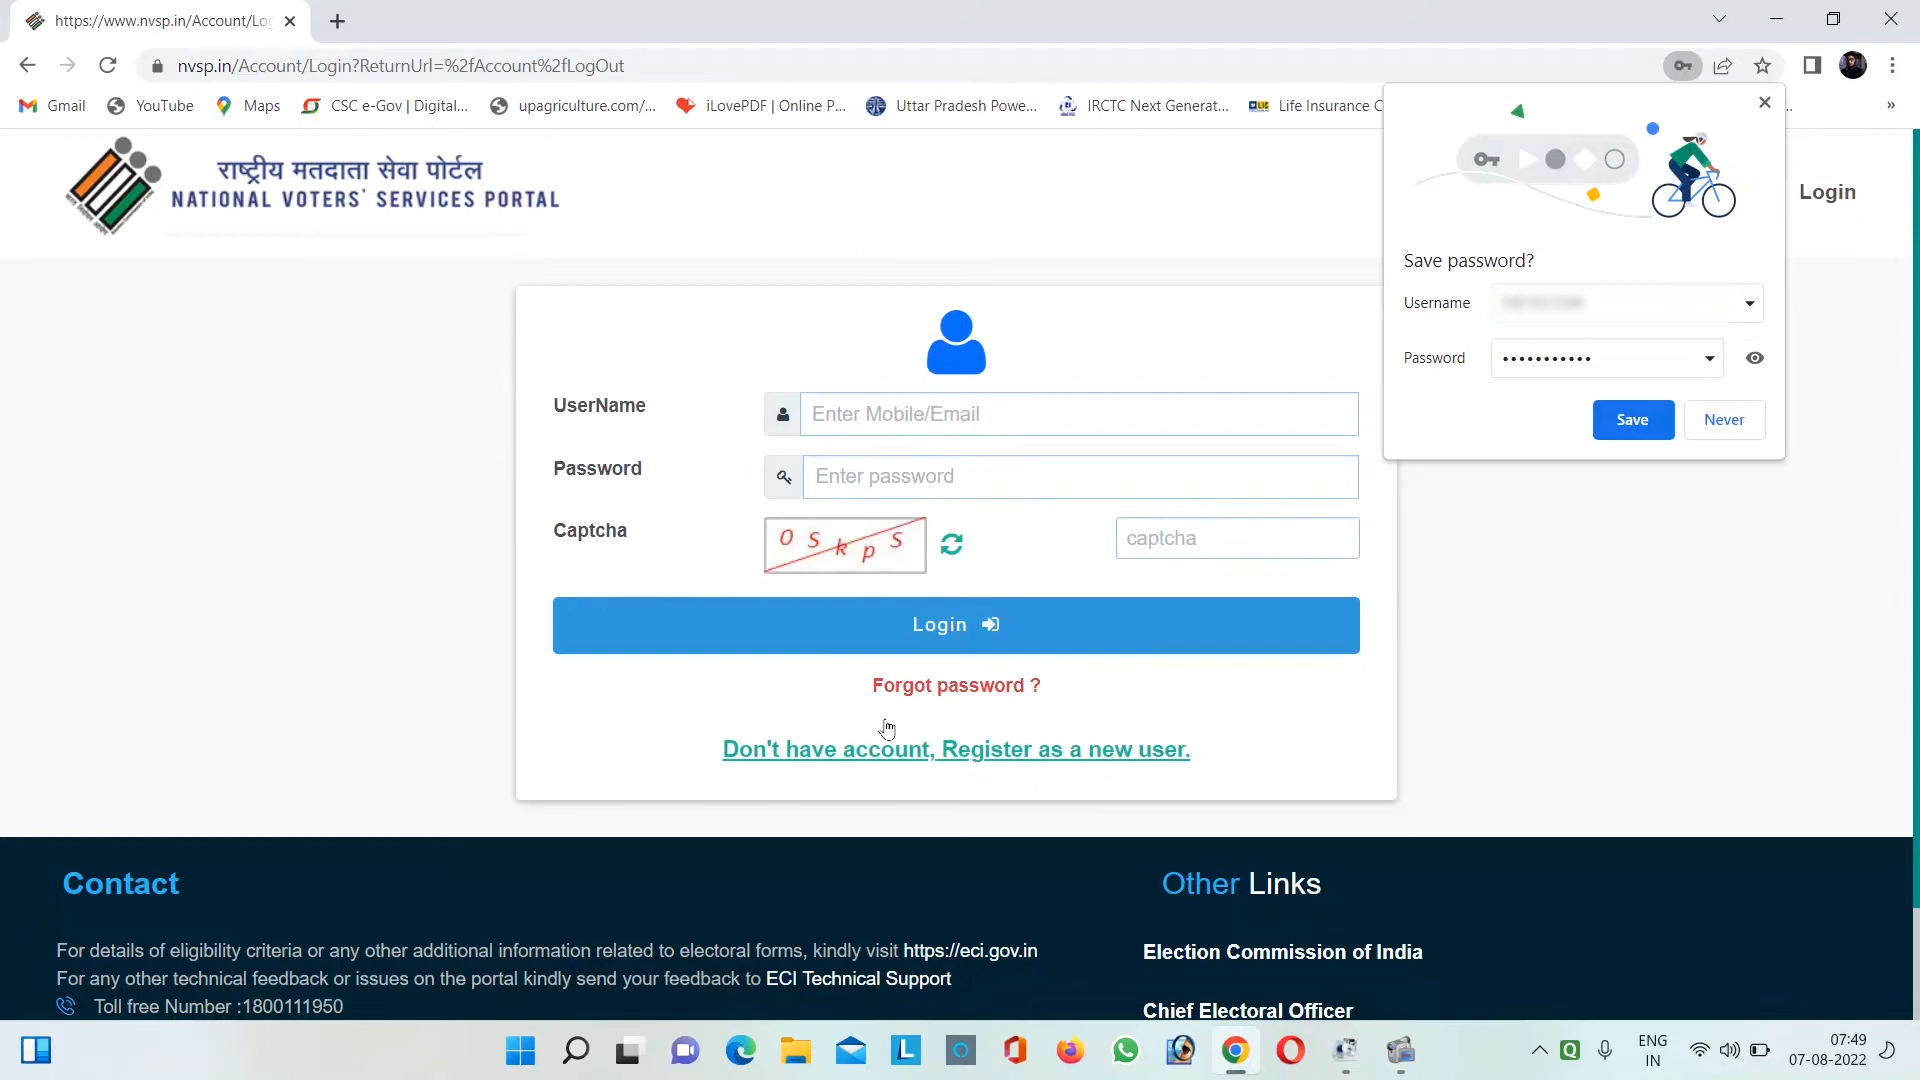 https://www.nvsp.in/Account/Log
nvsp.in/Account/Login?ReturnUrl=%2fAccount%2fLogOut
Gmail YouTube Maps CSC e-Gov | Digital... upagriculture.com/... iLovePDF | Online P... Uttar Pradesh Powe... IRCTC Next Generat... Life Insurance C
राष्ट्रीय मतदाता सेवा पोर्टल
NATIONAL VOTERS' SERVICES PORTAL
Login
Save password?
Username
Password •••••••••••
Save Never
UserName Enter Mobile/Email
Password Enter password
Captcha O S k p S captcha
Login
Forgot password ?
Don't have account, Register as a new user.
Contact
Other Links
For details of eligibility criteria or any other additional information related to electoral forms, kindly visit https://eci.gov.in
For any other technical feedback or issues on the portal kindly send your feedback to ECI Technical Support
Toll free Number :1800111950
Election Commission of India
Chief Electoral Officer
ENG
IN
07:49
07-08-2022